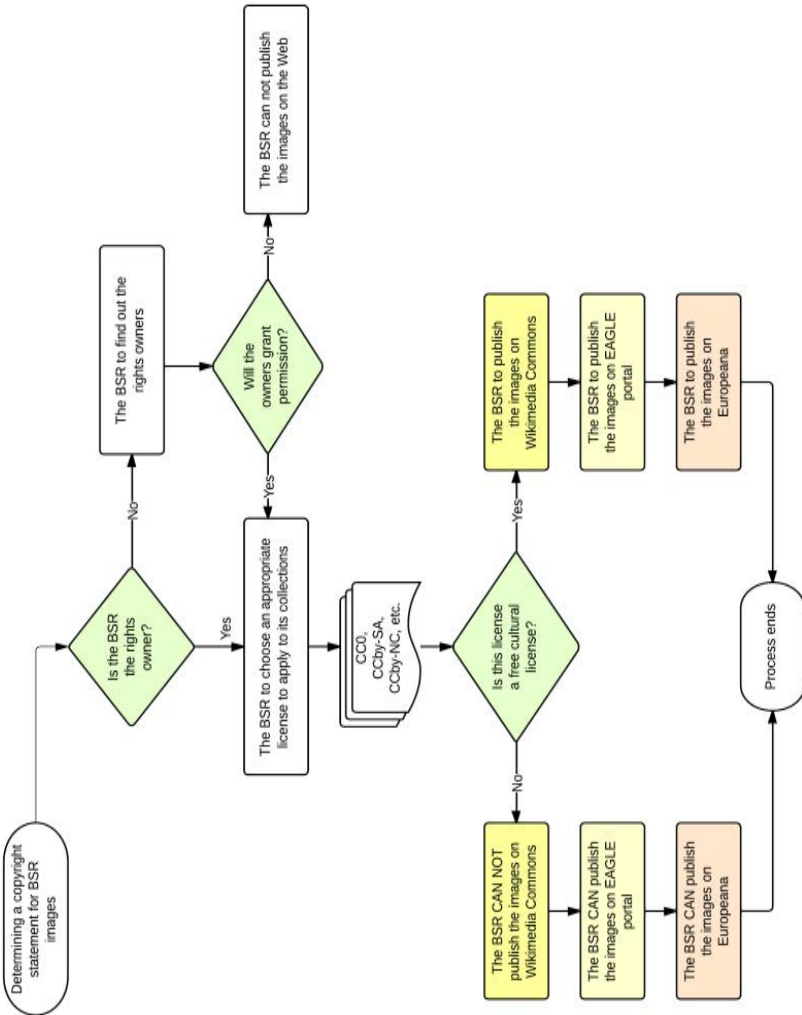 Determining a copyright
statement for BSR
images
Is the BSR
the rights
owner?
No
The BSR to find out the
rights owners
Yes
Will the
owners grant
permission?
No
The BSR can not publish
the images on the Web
Yes
The BSR to choose an appropriate
license to apply to its collections
CC0,
CCby-SA,
CCby-NC, etc.
Is this license
a free cultural
license?
No
The BSR CAN NOT
publish the images on
Wikimedia Commons
The BSR CAN publish
the images on EAGLE
portal
The BSR CAN publish
the images on
Europeana
Yes
The BSR to publish
the images on
Wikimedia Commons
The BSR to publish
the images on EAGLE
portal
The BSR to publish
the images on
Europeana
Process ends